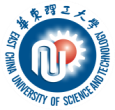 華東理工大學
EAST CHINA UNIVERSITY OF SCIENCE AND TECHNOLOGY